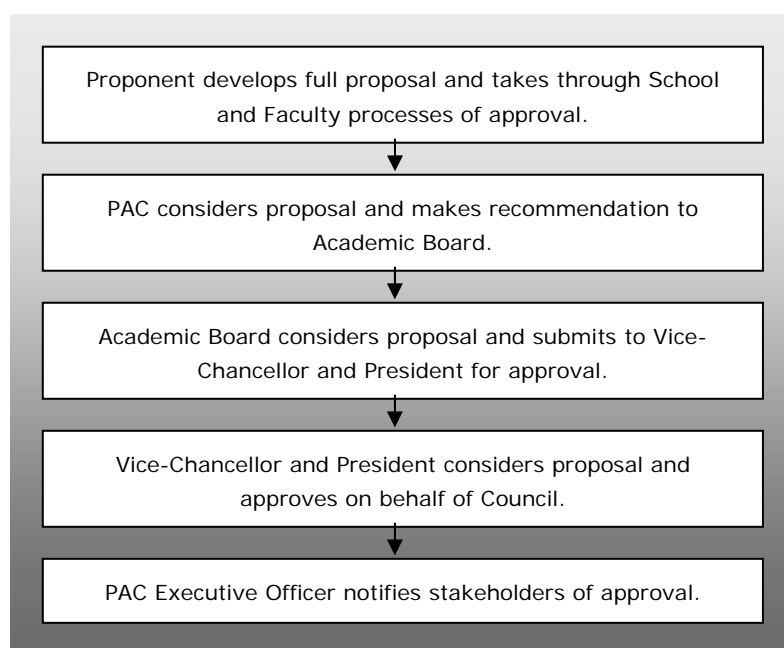 Proponent develops full proposal and takes through School
and Faculty processes of approval.
PAC considers proposal and makes recommendation to
Academic Board.
Academic Board considers proposal and submits to Vice-
Chancellor and President for approval.
Vice-Chancellor and President considers proposal and
approves on behalf of Council.
PAC Executive Officer notifies stakeholders of approval.